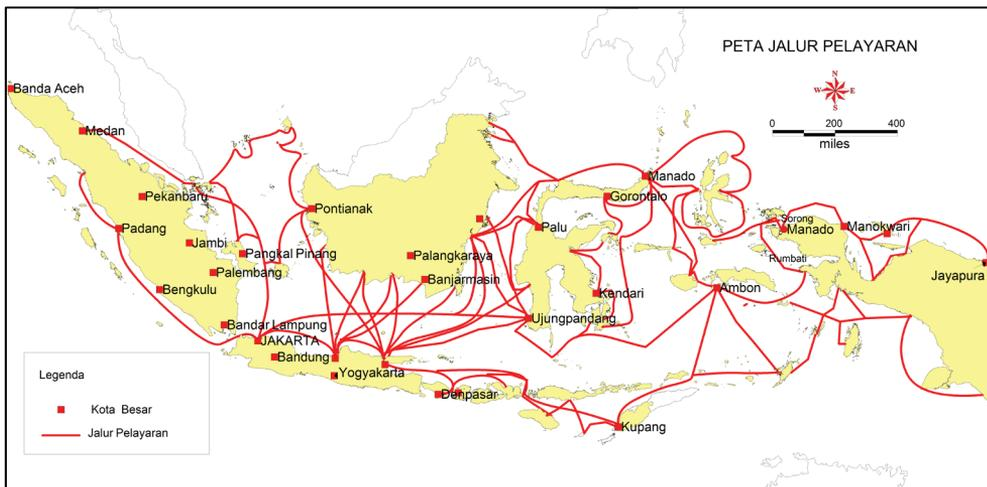 PETA JALUR PELAYARAN
N
W E
S
0 200 400
miles
Banda Aceh
Medan
Pekanbaru
Padang
Jambi
Pangkal Pinang
Palembang
Bengkulu
Bandar Lampung
JAKARTA
Bandung
Yogyakarta
Denpasar
Pontianak
Palangkaraya
Banjarmasin
Manado
Gorontalo
Palu
Kendari
Ujungpandang
Kupang
Ambon
Sorong
Manado
Manokwari
Rumbati
Jayapura
Legenda
Kota Besar
Jalur Pelayaran